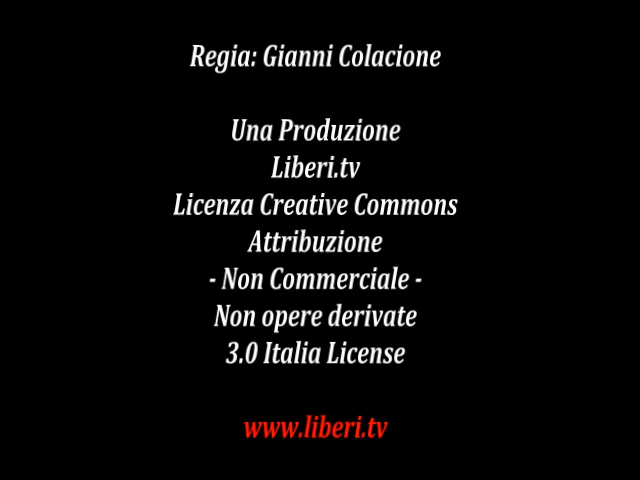 Regia: Gianni Colacione
Una Produzione
Liberi.tv
Licenza Creative Commons
Attribuzione
- Non Commerciale -
Non opere derivate
3.0 Italia License
www.liberi.tv